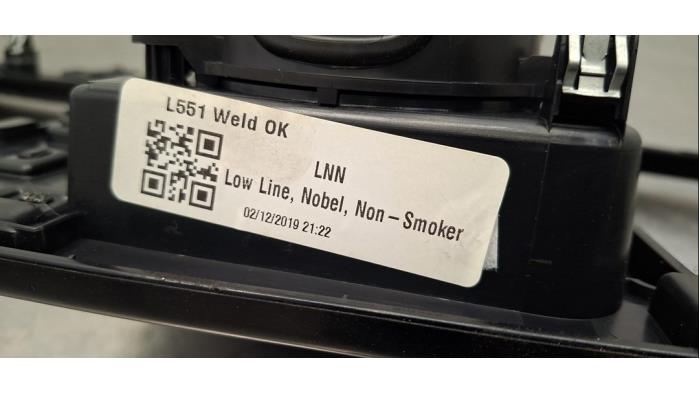 L551 Weld OK
LNN
Low Line, Nobel, Non-Smoker
02/12/2019 21:22